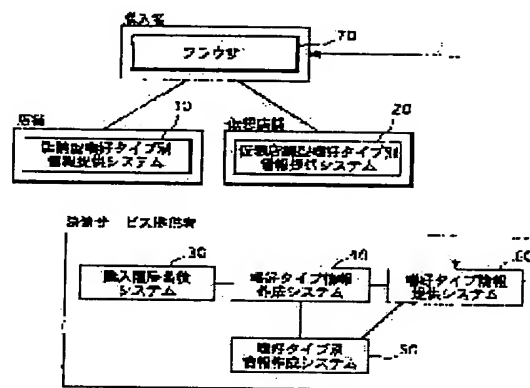 購入者
ブラウザ
70
店舗
10
店舗型嗜好タイプ別
情報提供システム
仮想店舗
20
仮想店舗型嗜好タイプ別
情報提供システム
サービス提供者
30
購入履歴
システム
40
嗜好タイプ情報
作成システム
60
嗜好タイプ情報
提供システム
嗜好タイプ別
情報作成システム
50